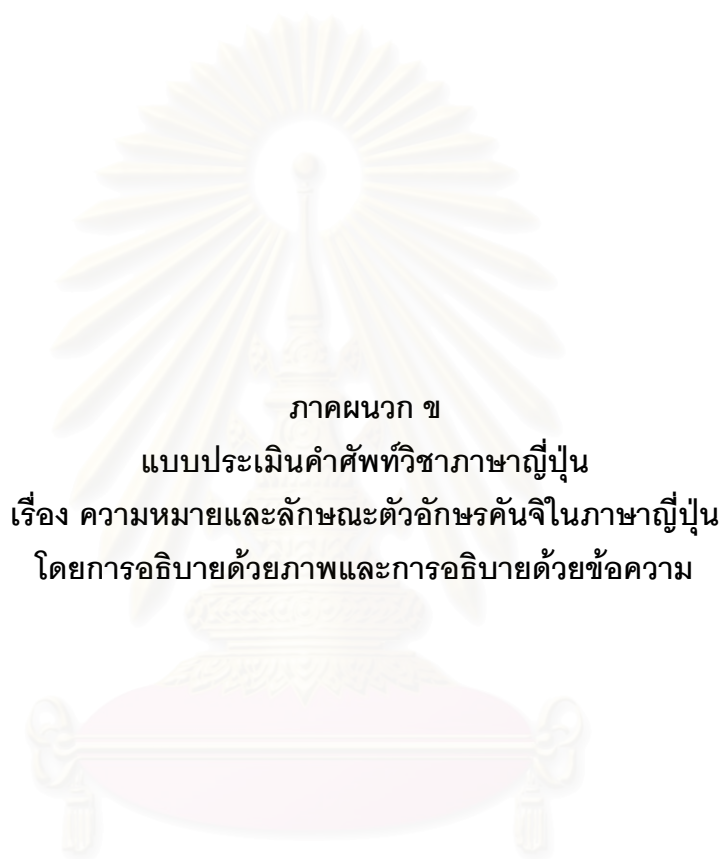 ภาคผนวก ข
แบบประเมินคำศัพท์วิชาภาษาญี่ปุ่น
เรื่อง ความหมายและลักษณะตัวอักษรคันจิในภาษาญี่ปุ่น
โดยการอธิบายด้วยภาพและการอธิบายด้วยข้อความ